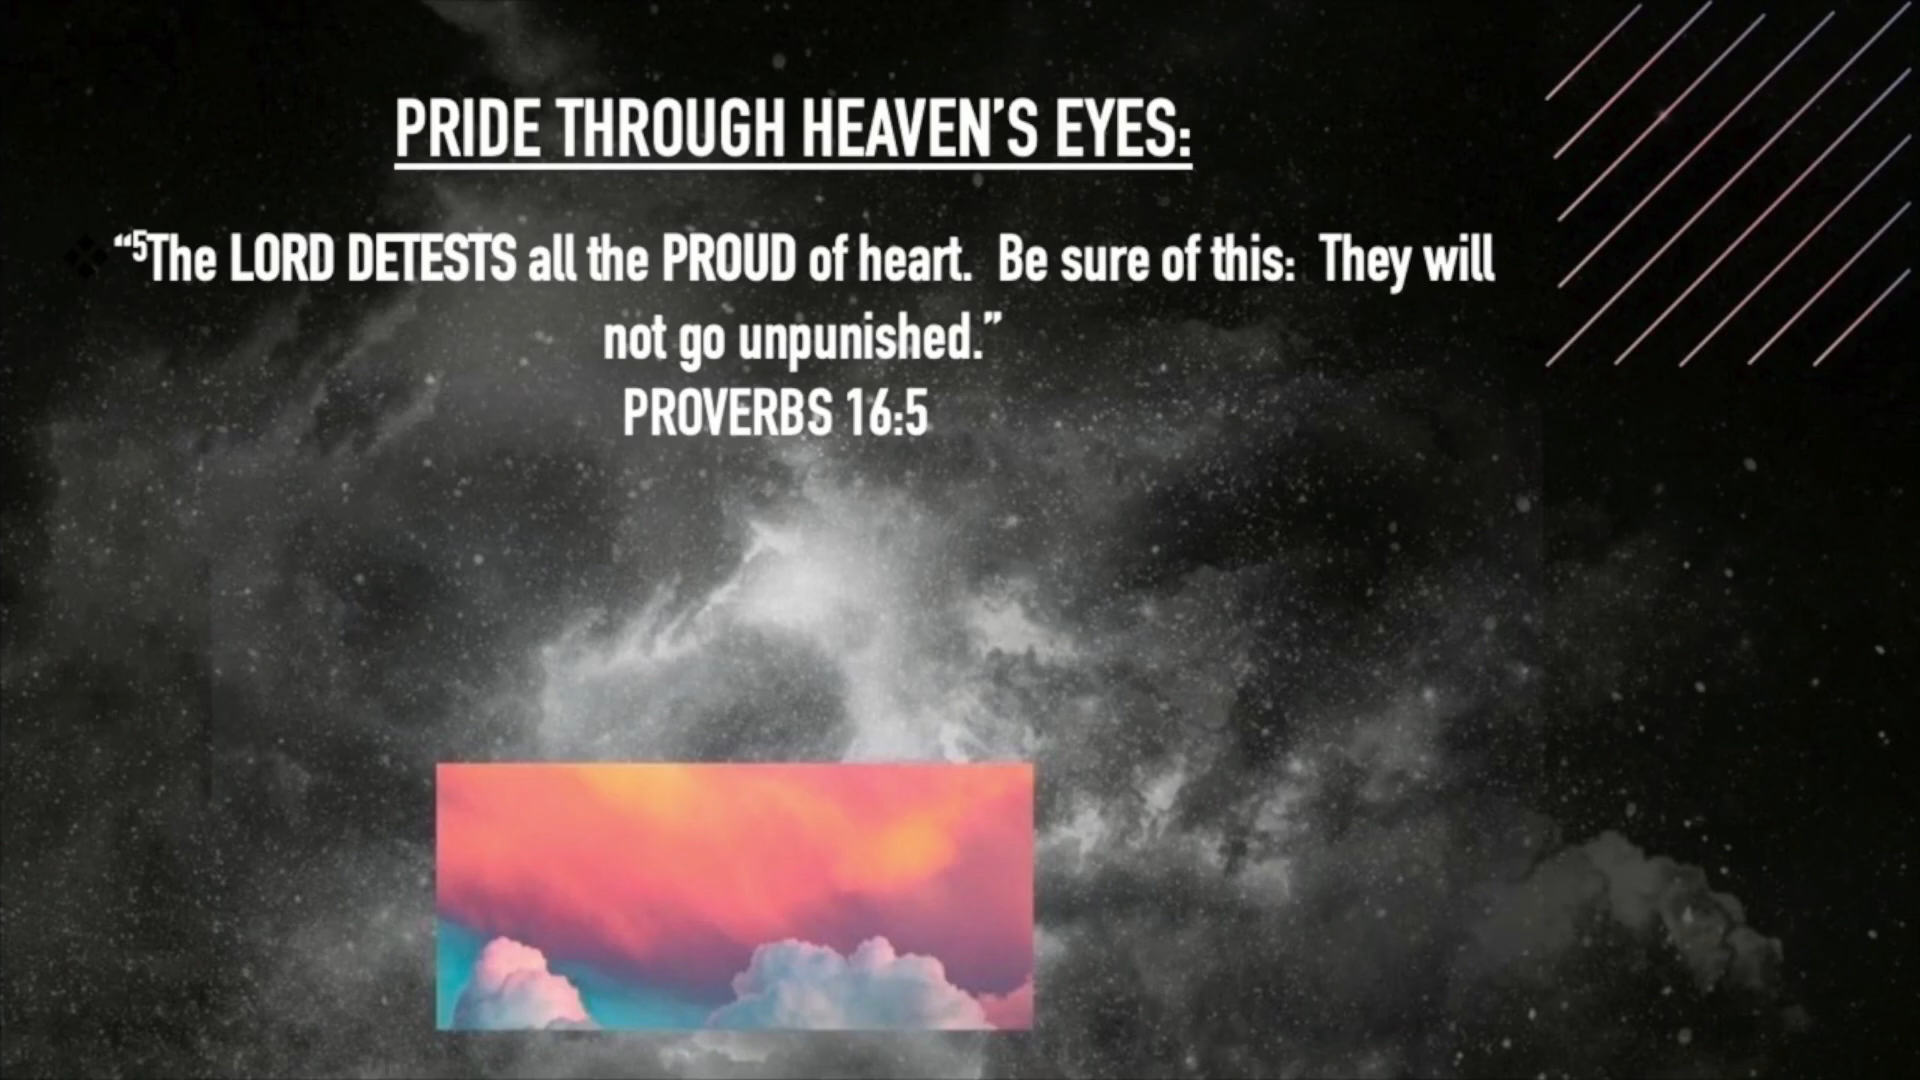 PRIDE THROUGH HEAVEN’S EYES:
“⁵The LORD DETESTS all the PROUD of heart.  Be sure of this:  They will
not go unpunished.”
PROVERBS 16:5